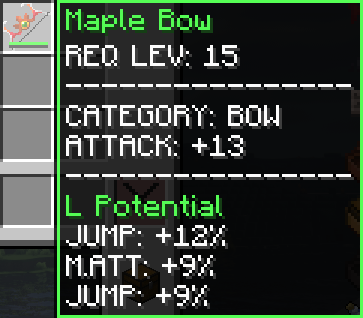 Maple Bow
REQ LEV: 15
----------------
CATEGORY: BOW
ATTACK: +13
----------------
L Potential
JUMP: +12%
M.ATT: +9%
JUMP: +9%